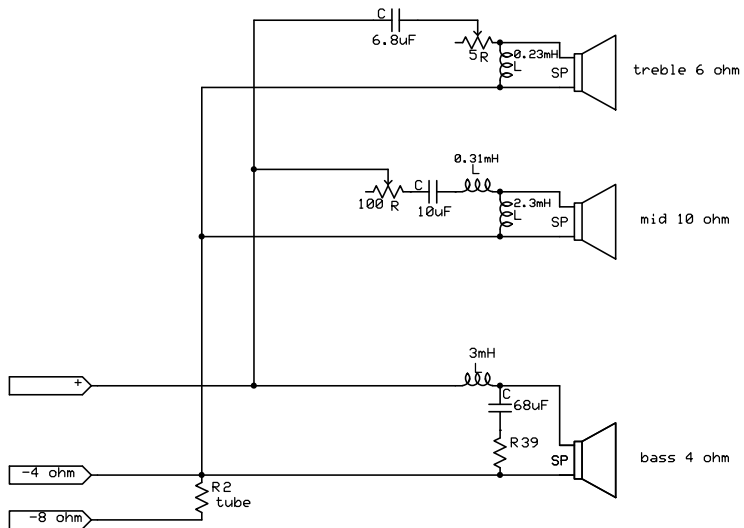 C
6.8uF
5 R
0.23mH
L
SP
treble 6 ohm
0.31mH
L
C
100 R
10uF
2.3mH
L
SP
mid 10 ohm
3mH
L
+
C
68uF
R39
SP
bass 4 ohm
-4 ohm
R2
tube
-8 ohm